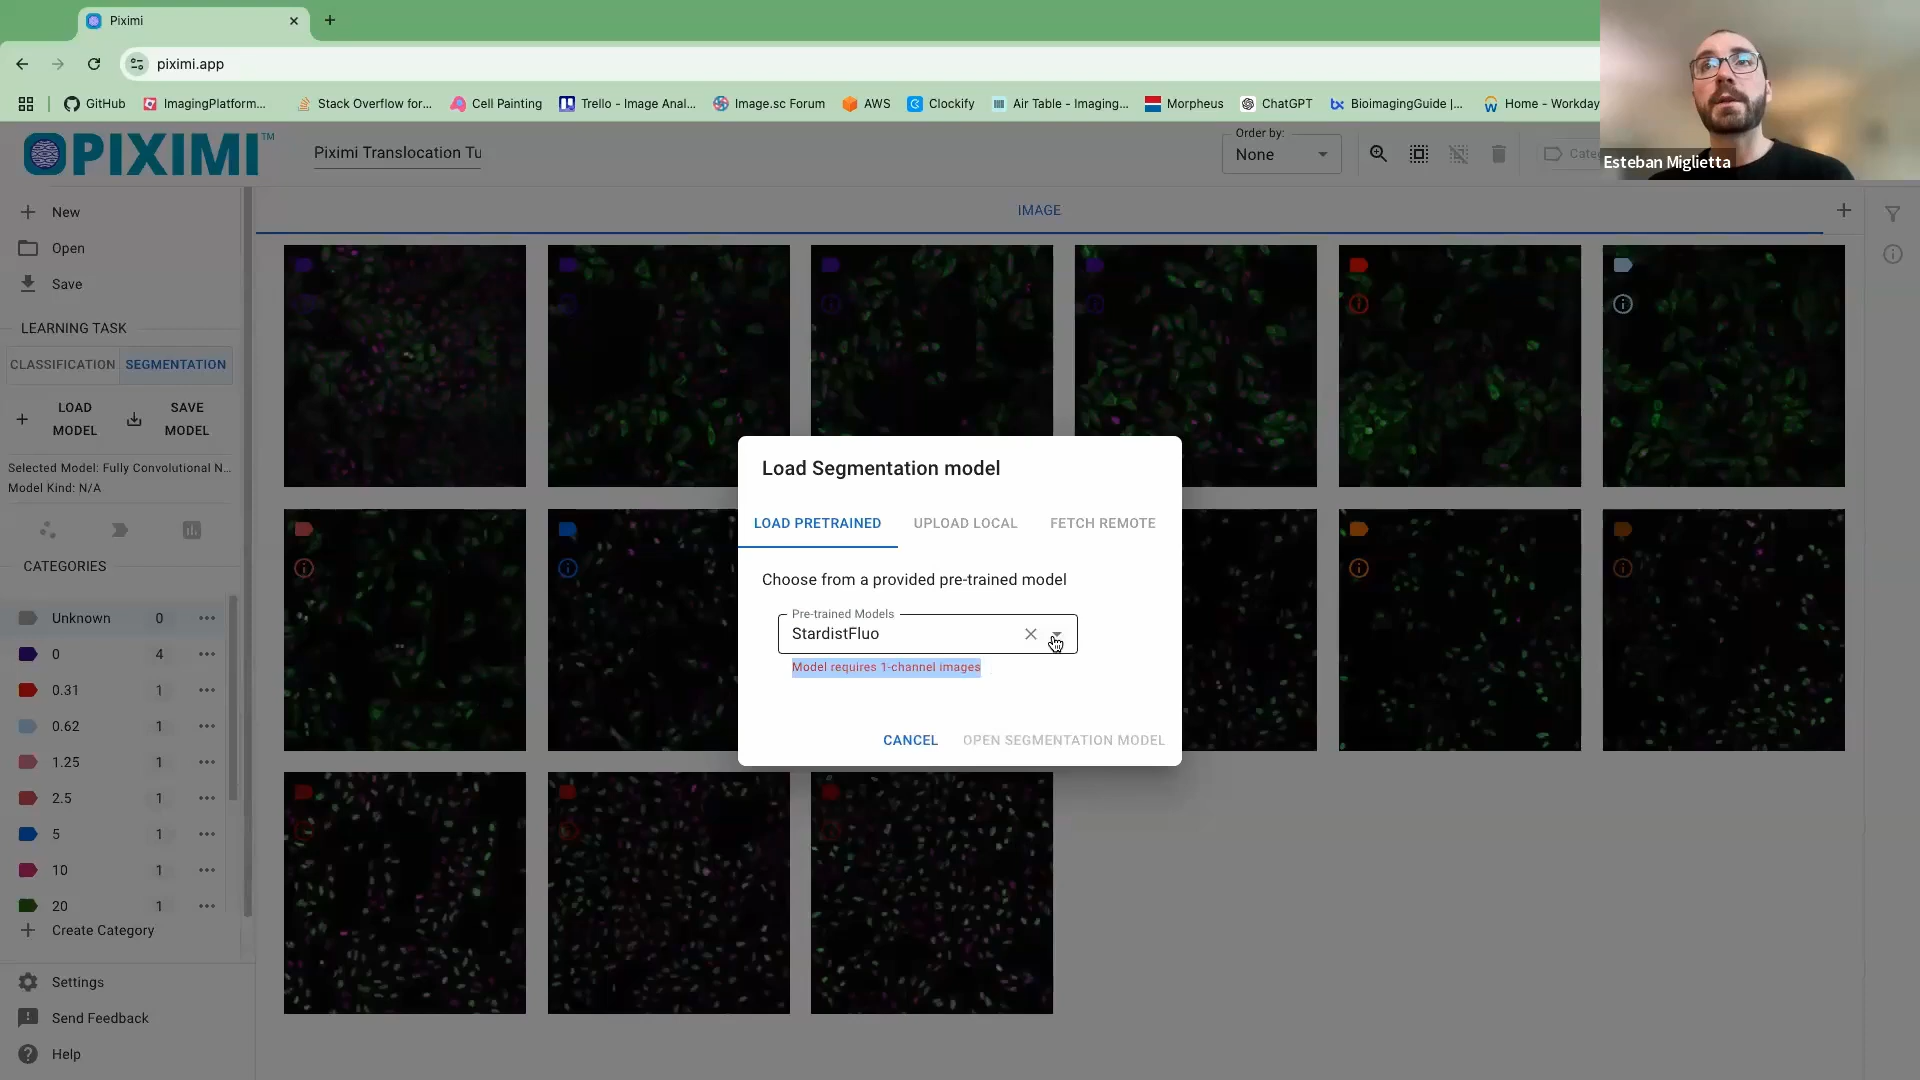 Piximi
piximi.app
GitHub
ImagingPlatform...
Stack Overflow for...
Cell Painting
Trello - Image Anal...
Image.sc Forum
AWS
Clockify
Air Table - Imaging...
Morpheus
ChatGPT
BioimagingGuide |...
Home - Workday
Esteban Miglietta
PIXIMI™
Piximi Translocation Tu
Order by:
None
Categ
New
Open
Save
LEARNING TASK
CLASSIFICATION
SEGMENTATION
LOAD MODEL
SAVE MODEL
Selected Model: Fully Convolutional N...
Model Kind: N/A
CATEGORIES
Unknown 0
0 4
0.31 1
0.62 1
1.25 1
2.5 1
5 1
10 1
20 1
Create Category
Settings
Send Feedback
Help
IMAGE
Load Segmentation model
LOAD PRETRAINED
UPLOAD LOCAL
FETCH REMOTE
Choose from a provided pre-trained model
Pre-trained Models
StardistFluo
Model requires 1-channel images
CANCEL
OPEN SEGMENTATION MODEL